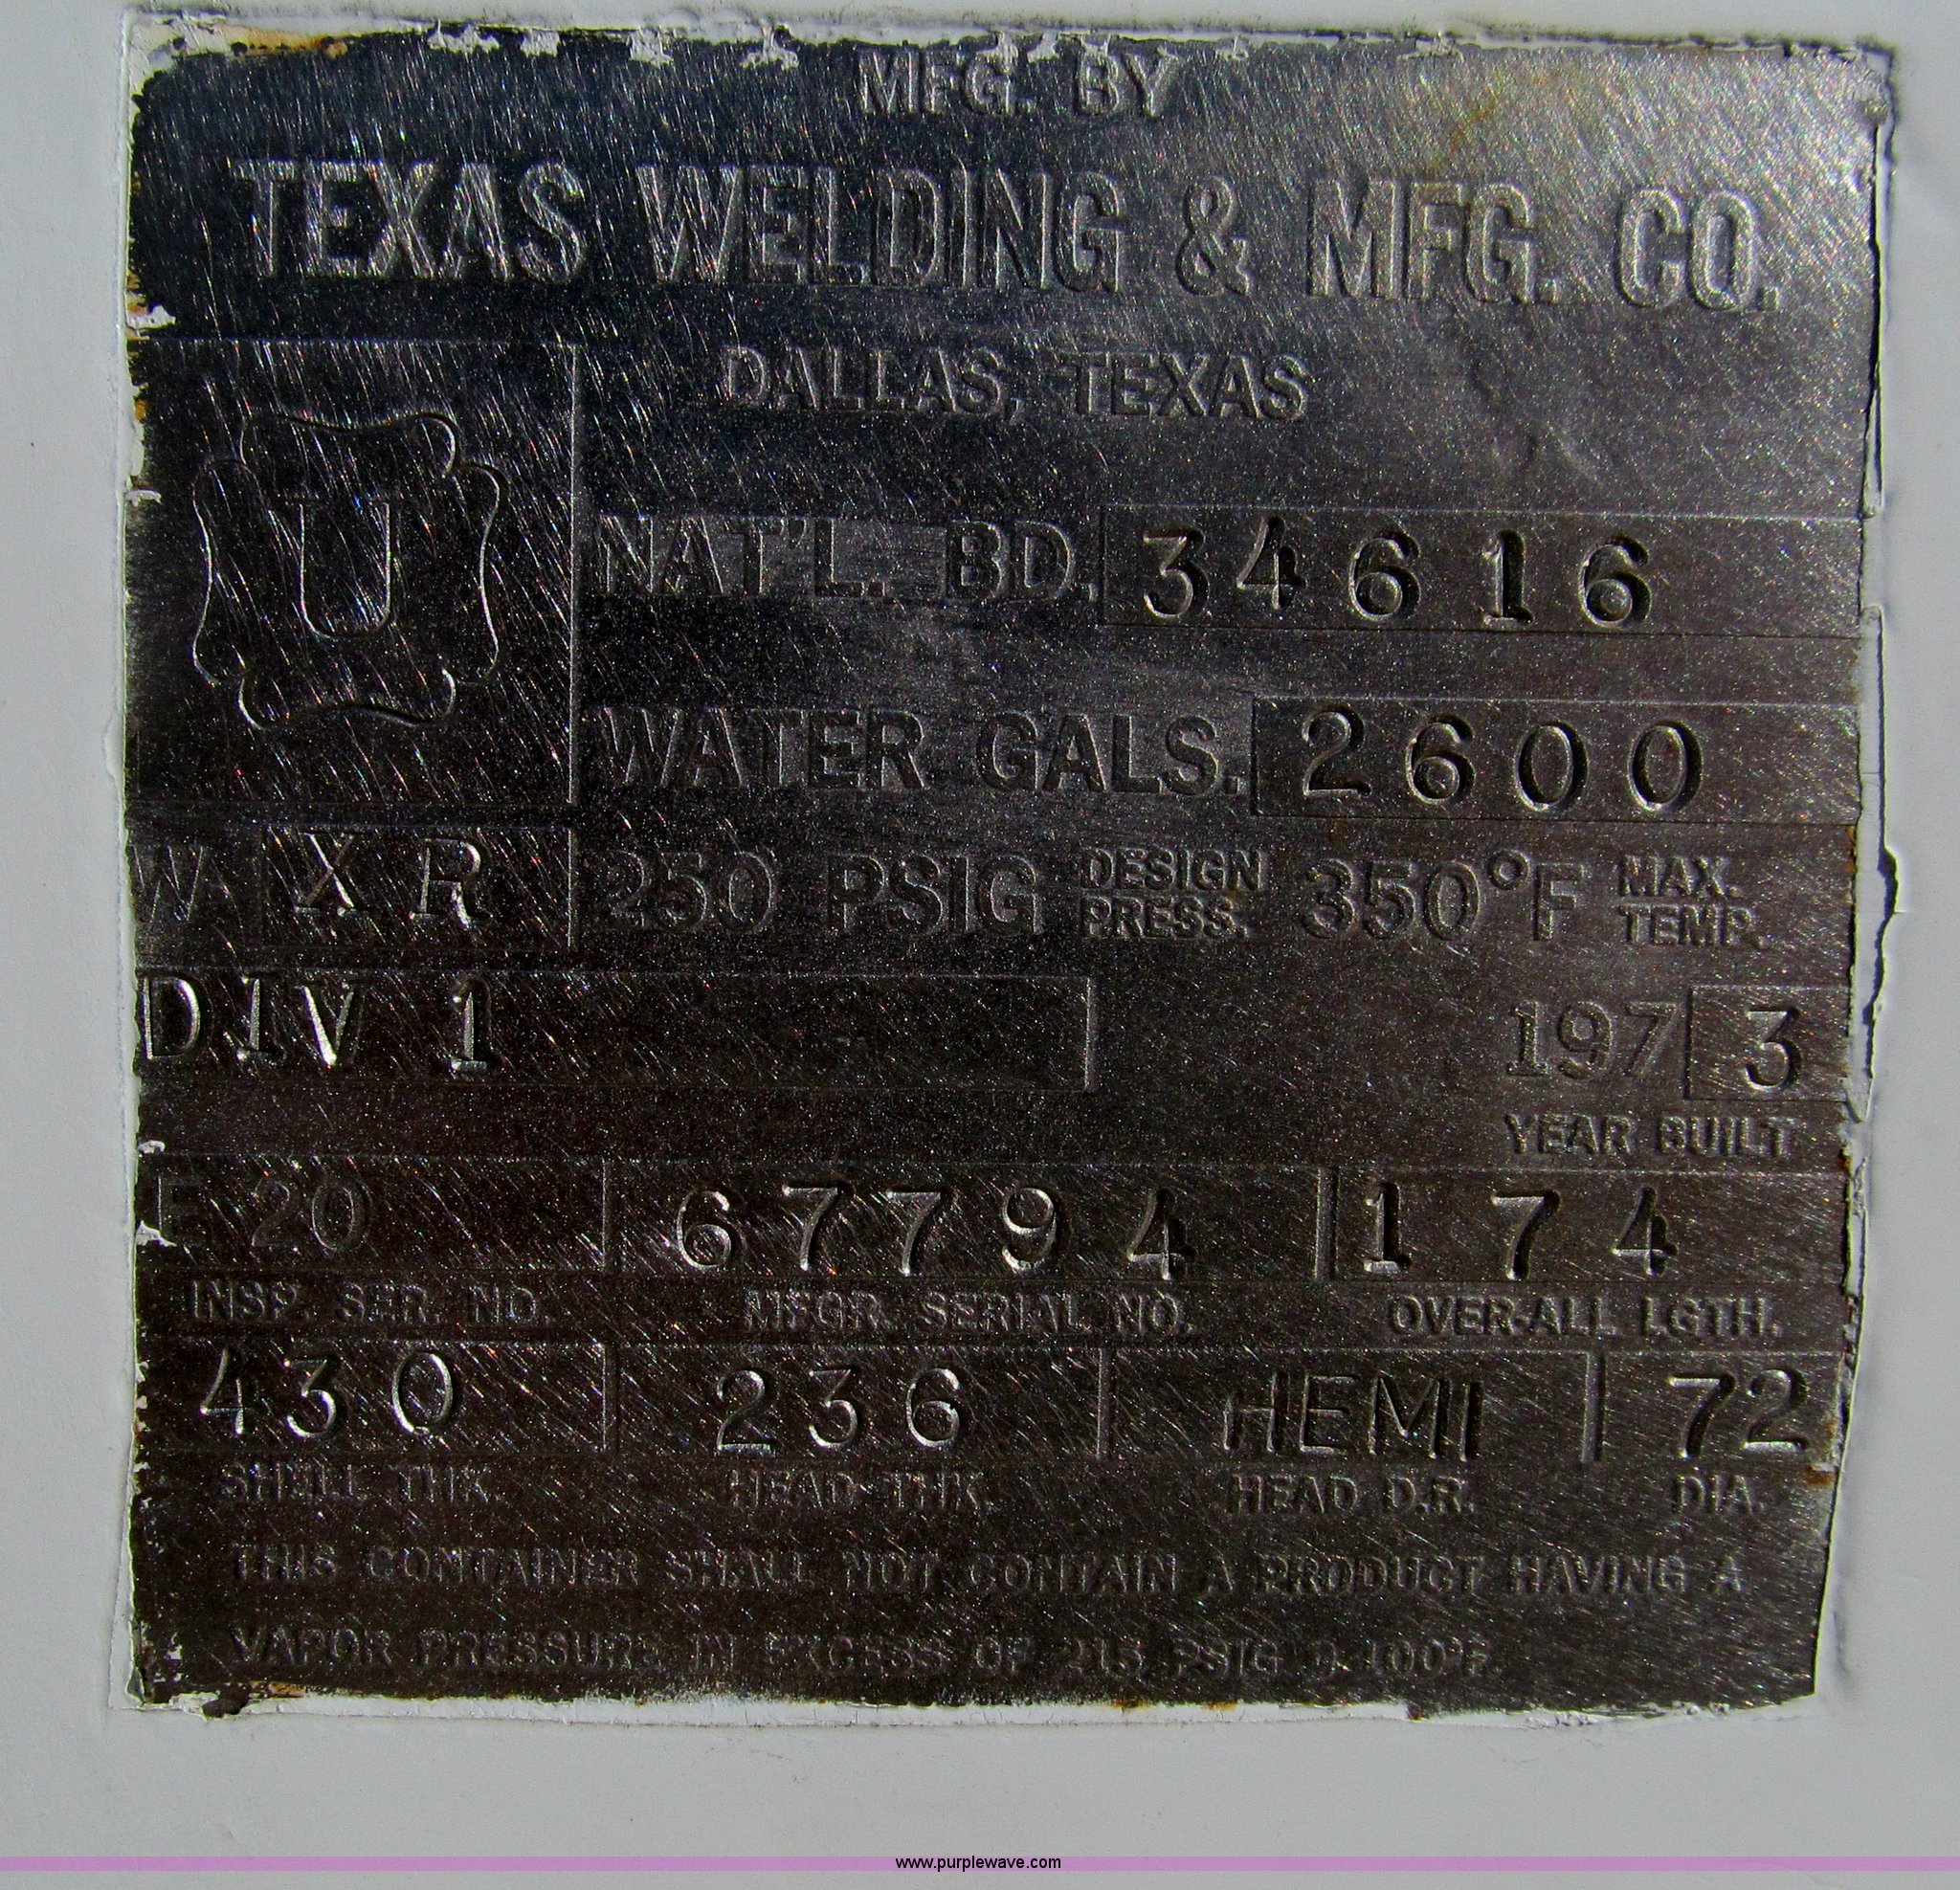 MFG. BY
TEXAS WELDING & MFG. CO.
DALLAS, TEXAS
U
NAT'L. BD. 34616
WATER GALS. 2600
W XR 250 PSIG DESIGN PRESS. 350°F MAX. TEMP.
DIV 1 1973
YEAR BUILT
F 20 67794 174
INSP. SER. NO. MFGR. SERIAL NO. OVER-ALL LGTH.
430 236 HEMI 72
SHELL THK. HEAD THK. HEAD D.R. DIA.
THIS CONTAINER SHALL NOT CONTAIN A PRODUCT HAVING A
VAPOR PRESSURE IN EXCESS OF 215 PSIG @ 100°F.
www.purplewave.com